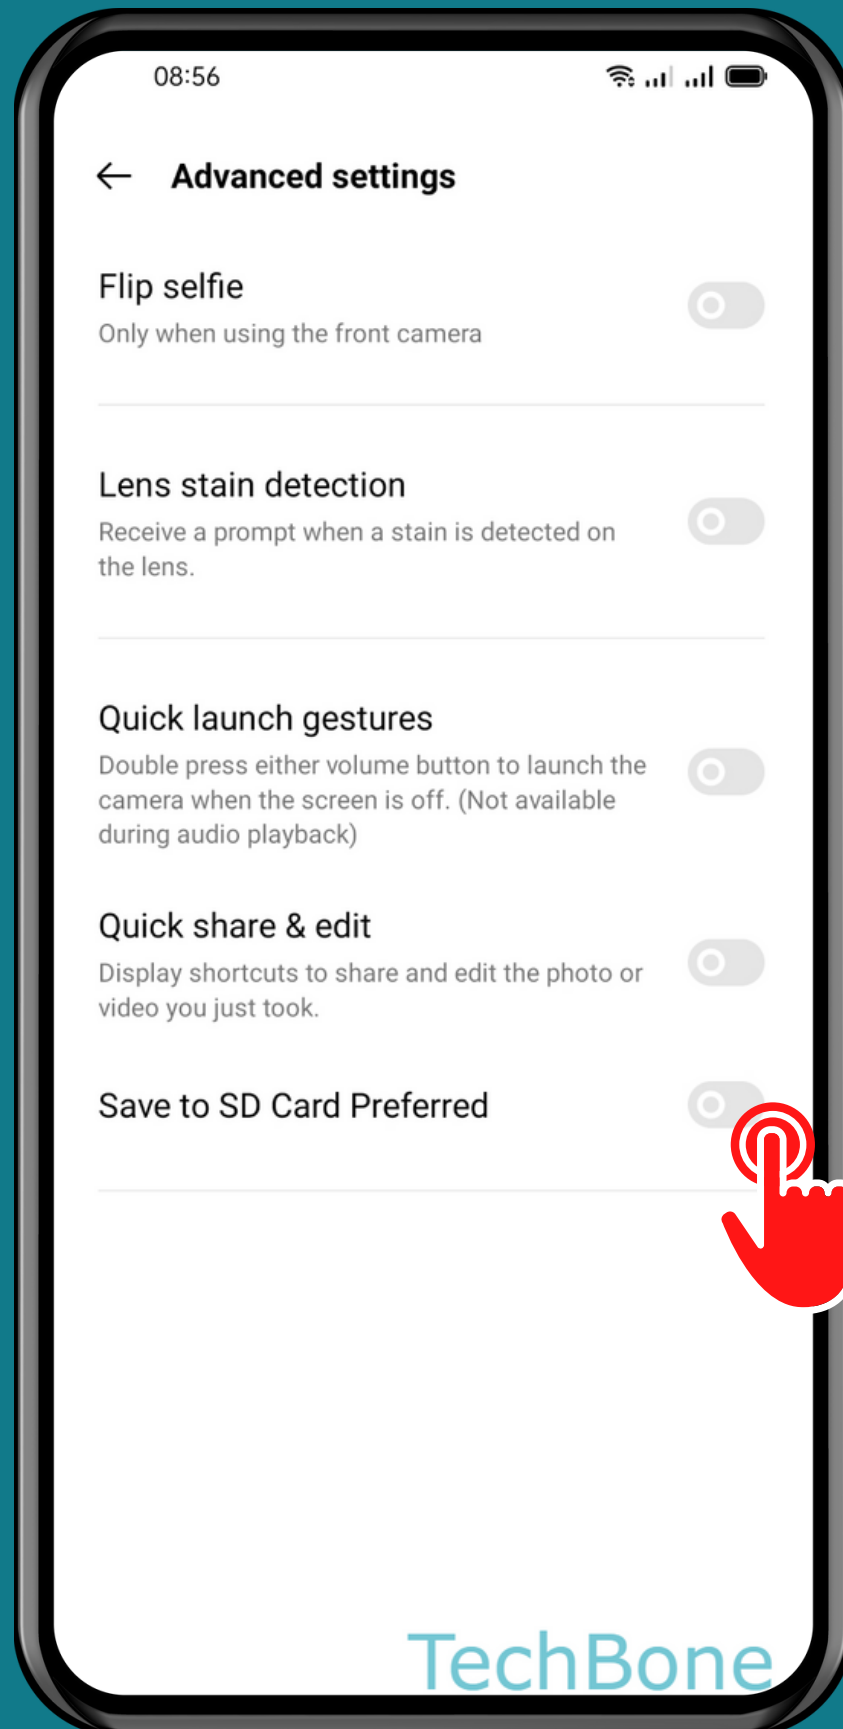 08:56
Advanced settings
Flip selfie
Only when using the front camera
Lens stain detection
Receive a prompt when a stain is detected on
the lens.
Quick launch gestures
Double press either volume button to launch the
camera when the screen is off. (Not available
during audio playback)
Quick share & edit
Display shortcuts to share and edit the photo or
video you just took.
Save to SD Card Preferred
TechBone